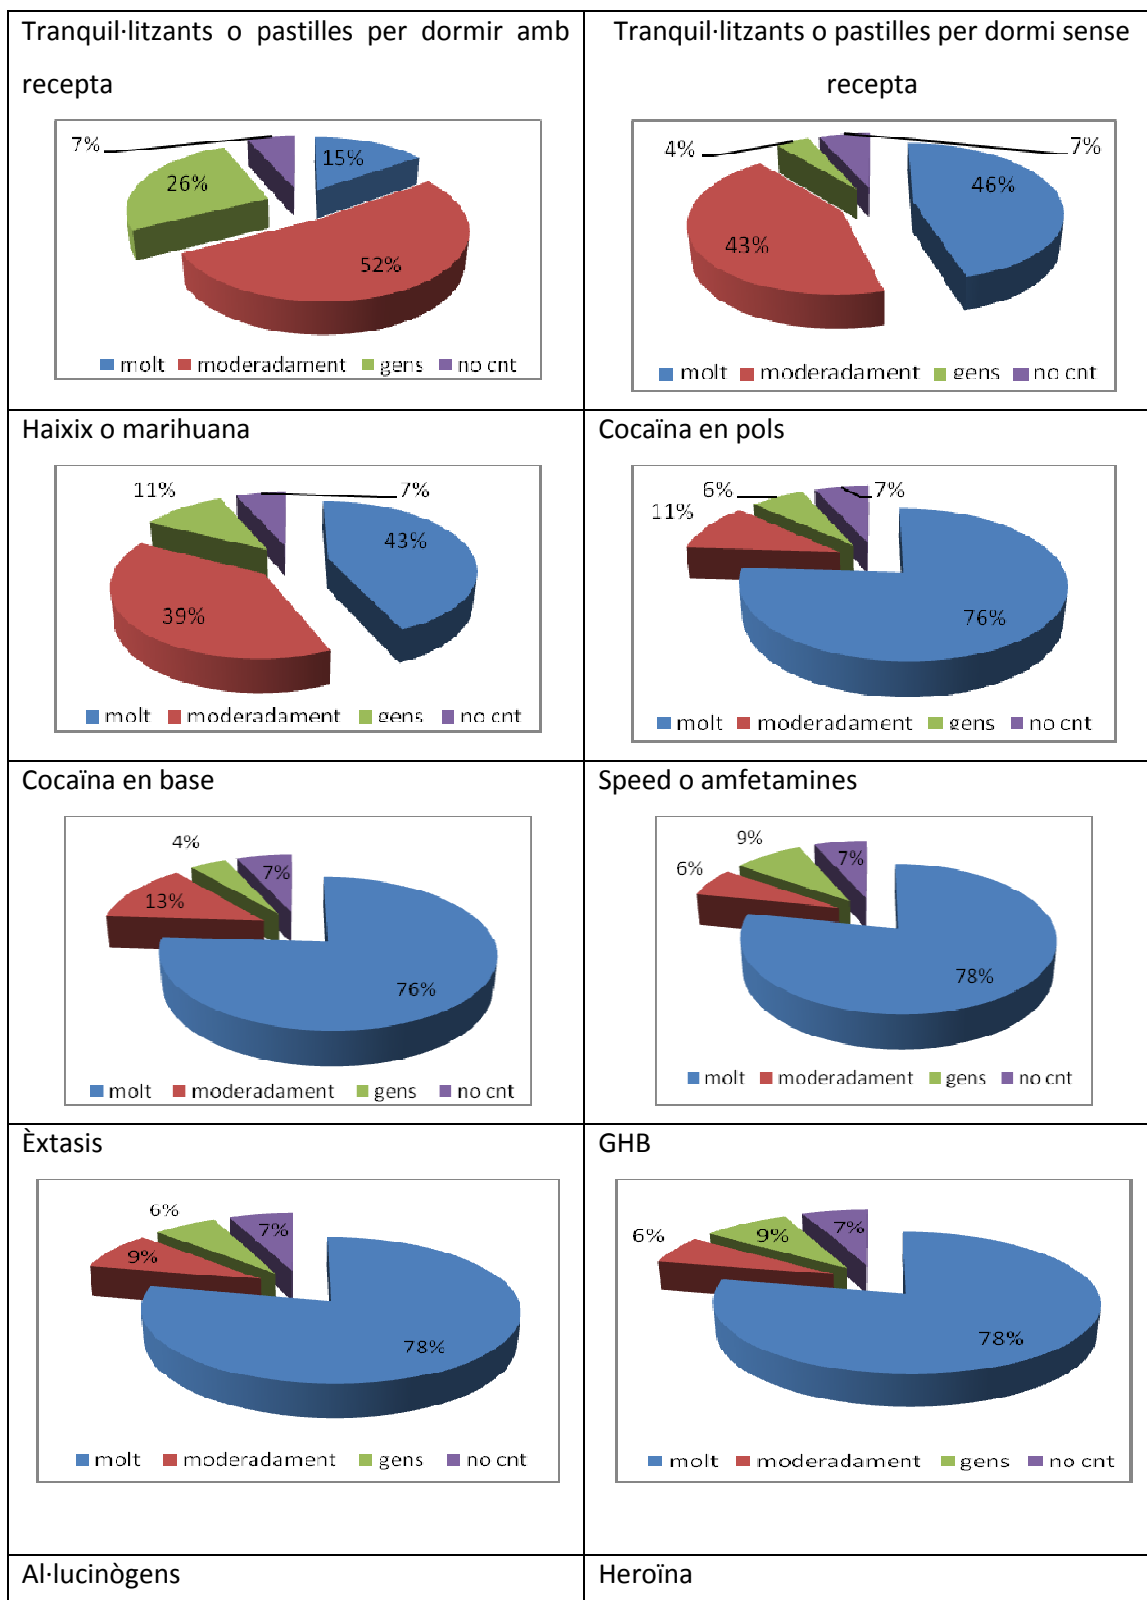 Tranquil·litzants o pastilles per dormir amb
recepta
7%
15%
26%
52%
molt moderadament gens no cnt
Tranquil·litzants o pastilles per dormi sense
recepta
4%
7%
46%
43%
molt moderadament gens no cnt
Haixix o marihuana
11%
7%
43%
39%
molt moderadament gens no cnt
Cocaïna en pols
6%
7%
11%
76%
molt moderadament gens no cnt
Cocaïna en base
4%
7%
13%
76%
molt moderadament gens no cnt
Speed o amfetamines
9%
7%
6%
78%
molt moderadament gens no cnt
Èxtasis
6%
7%
9%
78%
molt moderadament gens no cnt
GHB
6%
9%
7%
78%
molt moderadament gens no cnt
Al·lucinògens
Heroïna